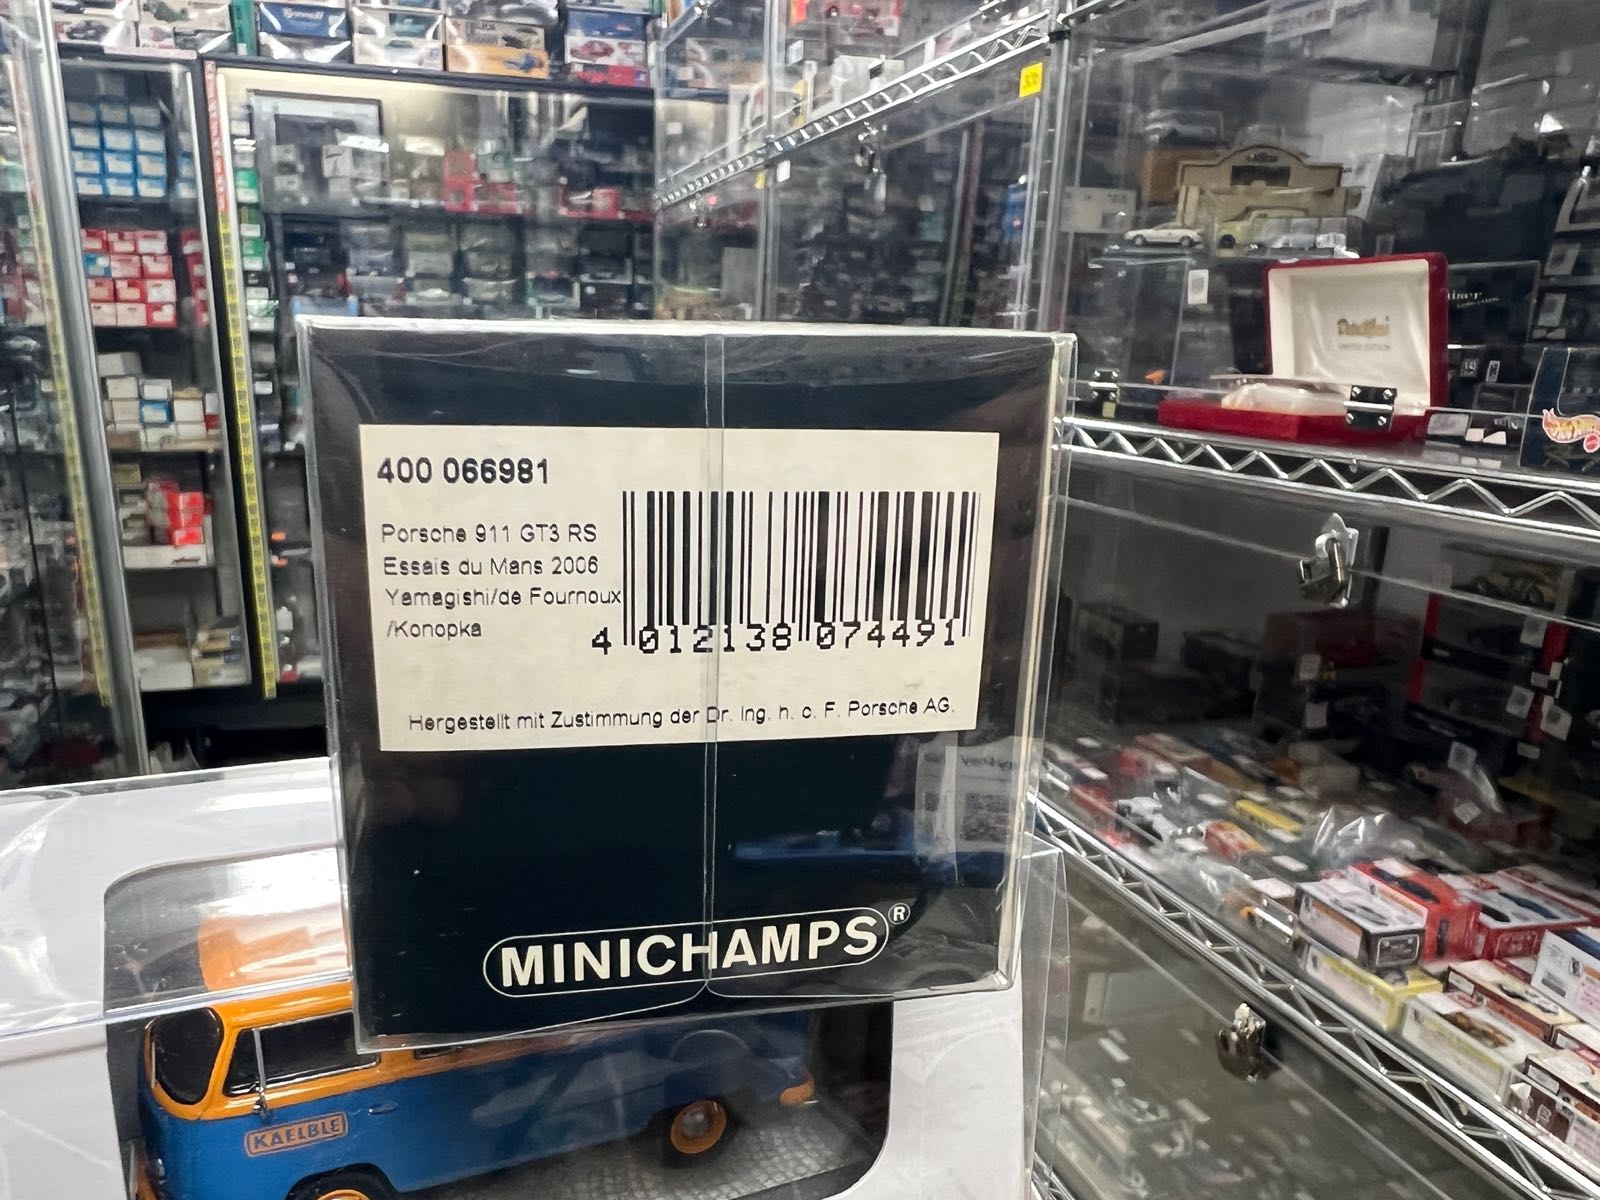 400 066981
Porsche 911 GT3 RS
Essais du Mans 2006
Yamagishi/de Fournoux
/Konopka
4 012138 074491
Hergestellt mit Zustimmung der Dr. Ing. h. c. F. Porsche AG.
MINICHAMPS®
KAELBLE